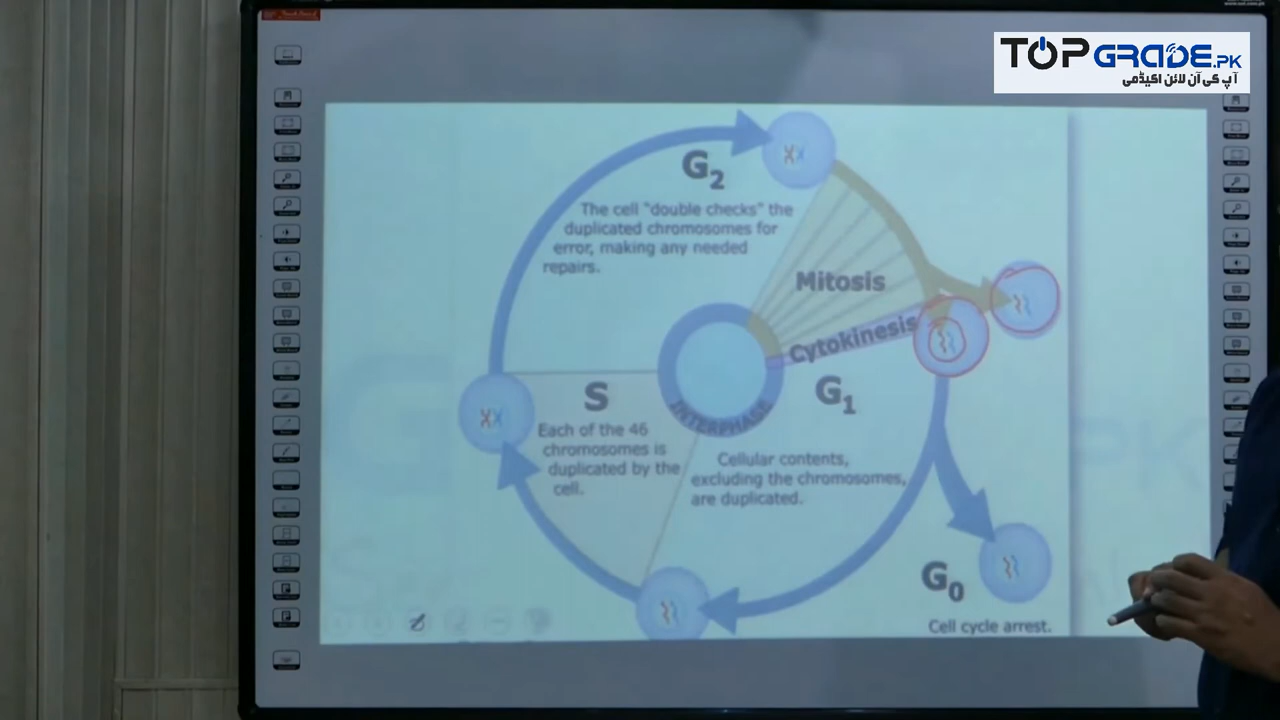 TOPGRADE.PK
آپ کی آن لائن اکیڈمی
G2
The cell "double checks" the
duplicated chromosomes for
error, making any needed
repairs.
Mitosis
Cytokinesis
S
Each of the 46
chromosomes is
duplicated by the
cell.
INTERPHASE
G1
Cellular contents,
excluding the chromosomes,
are duplicated.
G0
Cell cycle arrest.